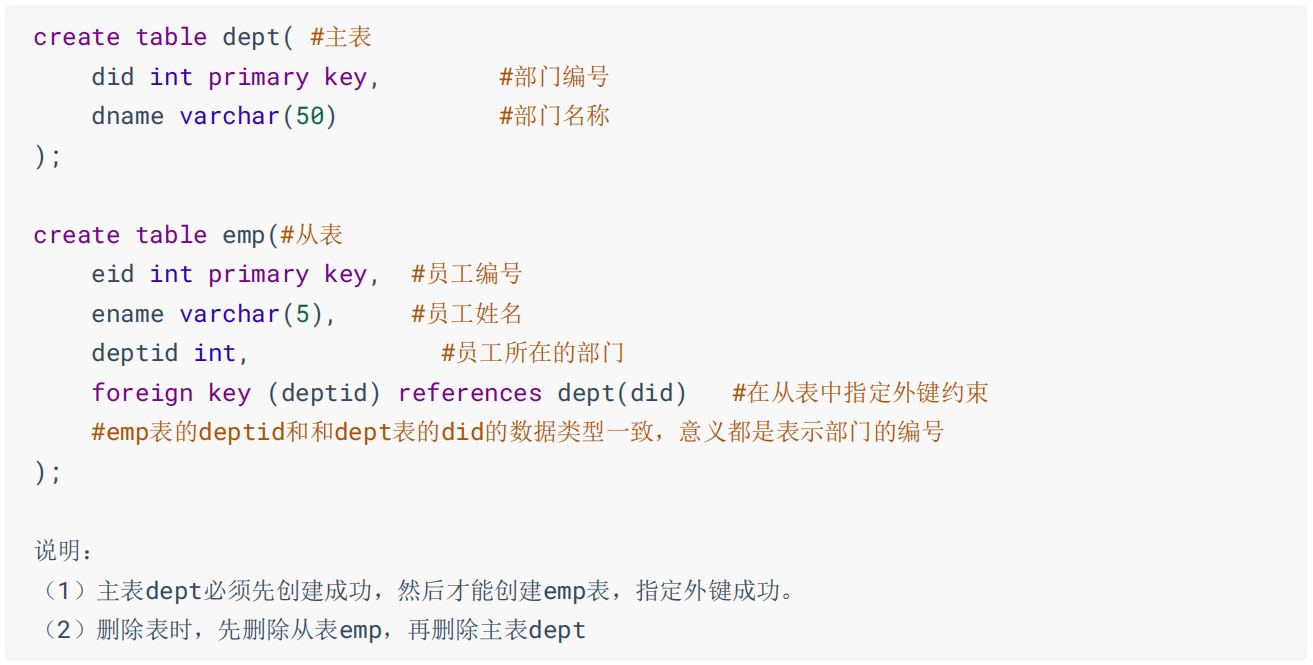 create table dept( #主表
did int primary key, #部门编号
dname varchar(50) #部门名称
);
create table emp(#从表
eid int primary key, #员工编号
ename varchar(5), #员工姓名
deptid int, #员工所在的部门
foreign key (deptid) references dept(did) #在从表中指定外键约束
#emp表的deptid和和dept表的did的数据类型一致，意义都是表示部门的编号
);
说明：
（1）主表dept必须先创建成功，然后才能创建emp表，指定外键成功。
（2）删除表时，先删除从表emp，再删除主表dept